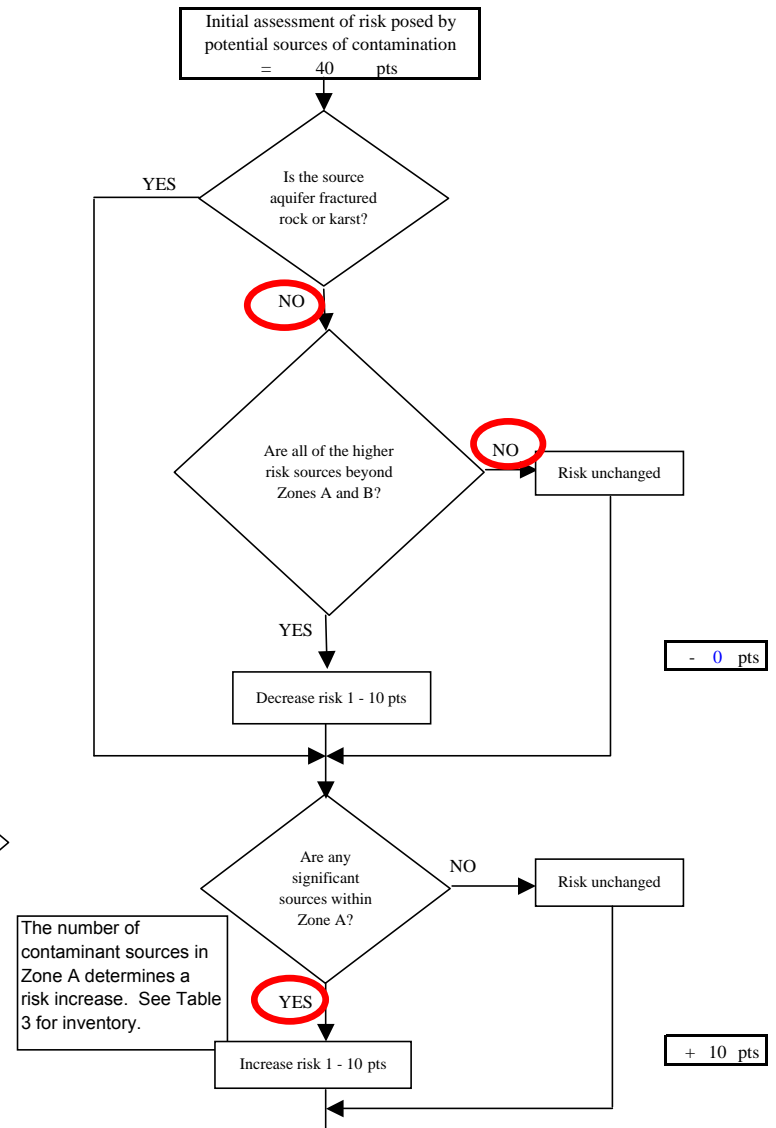 Initial assessment of risk posed by
potential sources of contamination
= 40 pts
Is the source
aquifer fractured
rock or karst?
YES
NO
Are all of the higher
risk sources beyond
Zones A and B?
NO
Risk unchanged
YES
- 0 pts
Decrease risk 1 - 10 pts
Are any
significant
sources within
Zone A?
NO
Risk unchanged
The number of
contaminant sources in
Zone A determines a
risk increase. See Table
3 for inventory.
YES
+ 10 pts
Increase risk 1 - 10 pts